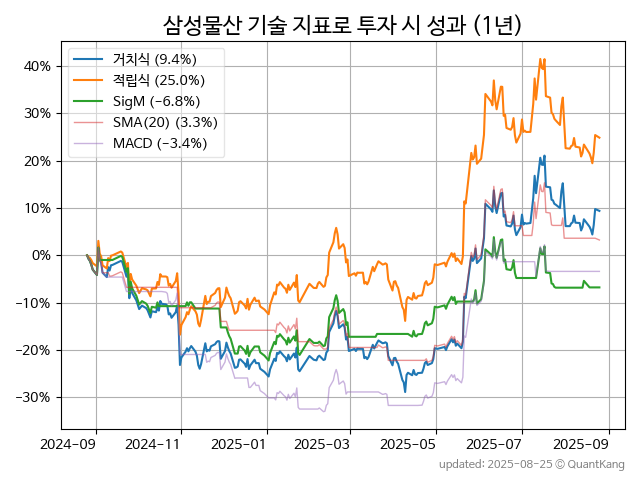 삼성물산 기술 지표로 투자 시 성과 (1년)
거치식 (9.4%)
적립식 (25.0%)
SigM (−6.8%)
SMA(20) (3.3%)
MACD (−3.4%)
40%
30%
20%
10%
0%
−10%
−20%
−30%
2024-09 2024-11 2025-01 2025-03 2025-05 2025-07 2025-09
updated: 2025-08-25 ⓒ QuantKang